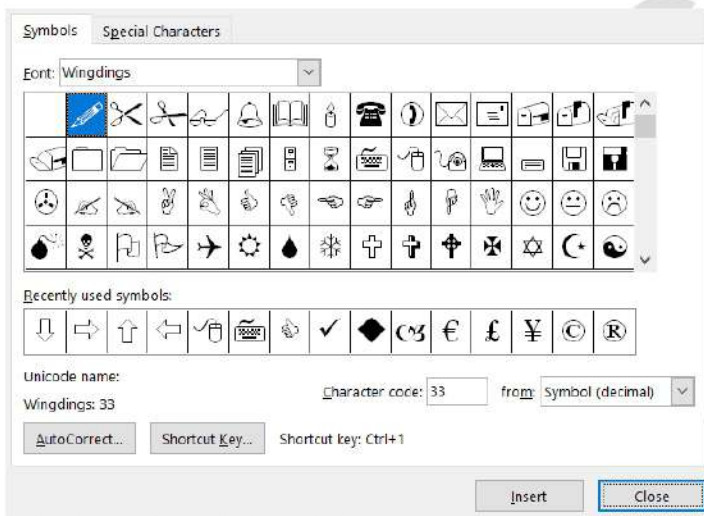 Symbols Special Characters
Font: Wingdings
Recently used symbols:
€ £ ¥ © ®
Unicode name:
Wingdings: 33
Character code: 33 from: Symbol (decimal)
AutoCorrect... Shortcut Key... Shortcut key: Ctrl+1
Insert Close